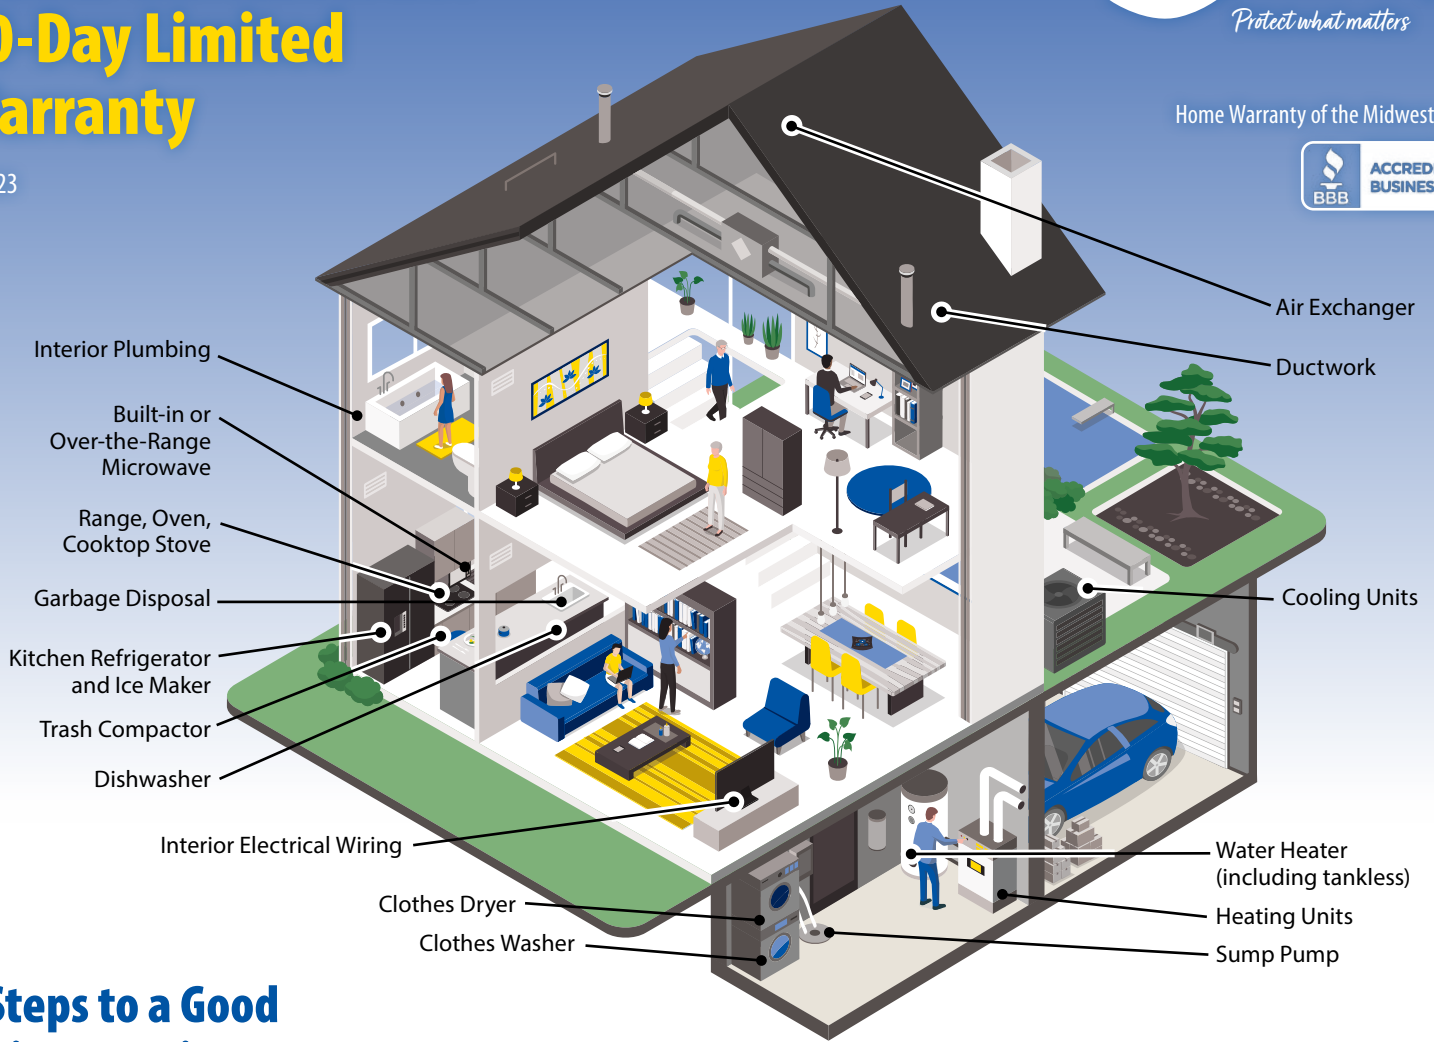 0-Day Limited
arranty
23
Protect what matters
Home Warranty of the Midwest
BBB
ACCRED
BUSINES
Interior Plumbing
Built-in or
Over-the-Range
Microwave
Range, Oven,
Cooktop Stove
Garbage Disposal
Kitchen Refrigerator
and Ice Maker
Trash Compactor
Dishwasher
Interior Electrical Wiring
Clothes Dryer
Clothes Washer
Air Exchanger
Ductwork
Cooling Units
Water Heater
(including tankless)
Heating Units
Sump Pump
Steps to a Good